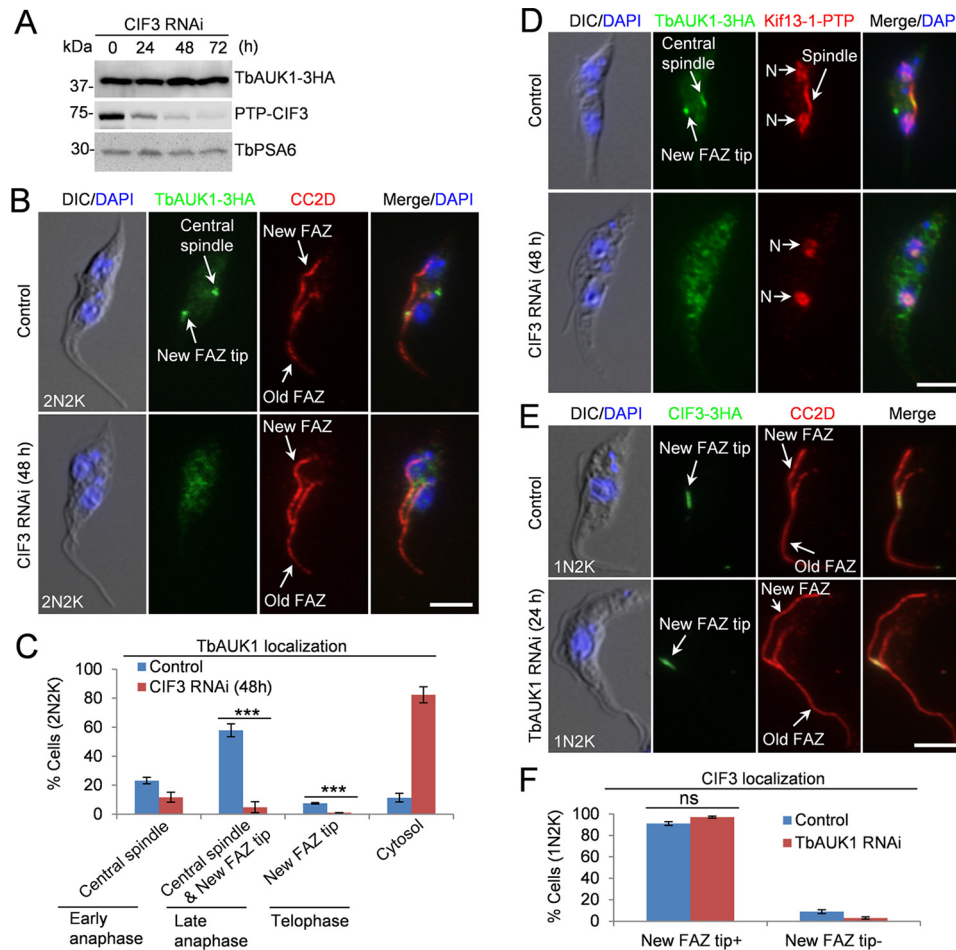 A
CIF3 RNAi
kDa 0 24 48 72 (h)
37- TbAUK1-3HA
75- PTP-CIF3
30- TbPSA6
B
DIC/DAPI TbAUK1-3HA CC2D Merge/DAPI
Control
Central spindle
New FAZ tip
New FAZ
Old FAZ
2N2K
CIF3 RNAi (48 h)
New FAZ
Old FAZ
2N2K
C
TbAUK1 localization
Control
CIF3 RNAi (48h)
% Cells (2N2K)
100
80
60
40
20
0
***
***
Central spindle
Central spindle & New FAZ tip
New FAZ tip
Cytosol
Early anaphase
Late anaphase
Telophase
D
DIC/DAPI TbAUK1-3HA Kif13-1-PTP Merge/DAP
Control
Central spindle
New FAZ tip
N
N
Spindle
CIF3 RNAi (48 h)
N
N
E
DIC/DAPI CIF3-3HA CC2D Merge
Control
New FAZ tip
New FAZ
Old FAZ
1N2K
TbAUK1 RNAi (24 h)
New FAZ tip
New FAZ
Old FAZ
1N2K
F
CIF3 localization
ns
Control
TbAUK1 RNAi
% Cells (1N2K)
100
80
60
40
20
0
New FAZ tip+ New FAZ tip-